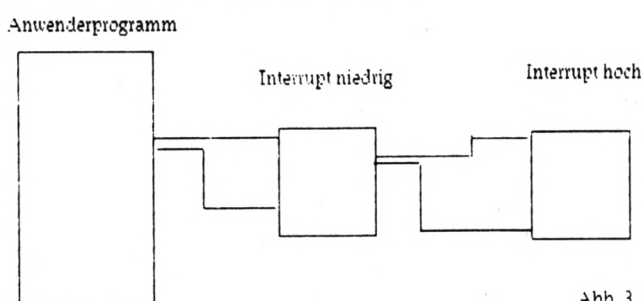 Anwenderprogramm
Interrupt niedrig
Interrupt hoch
Abb. 3